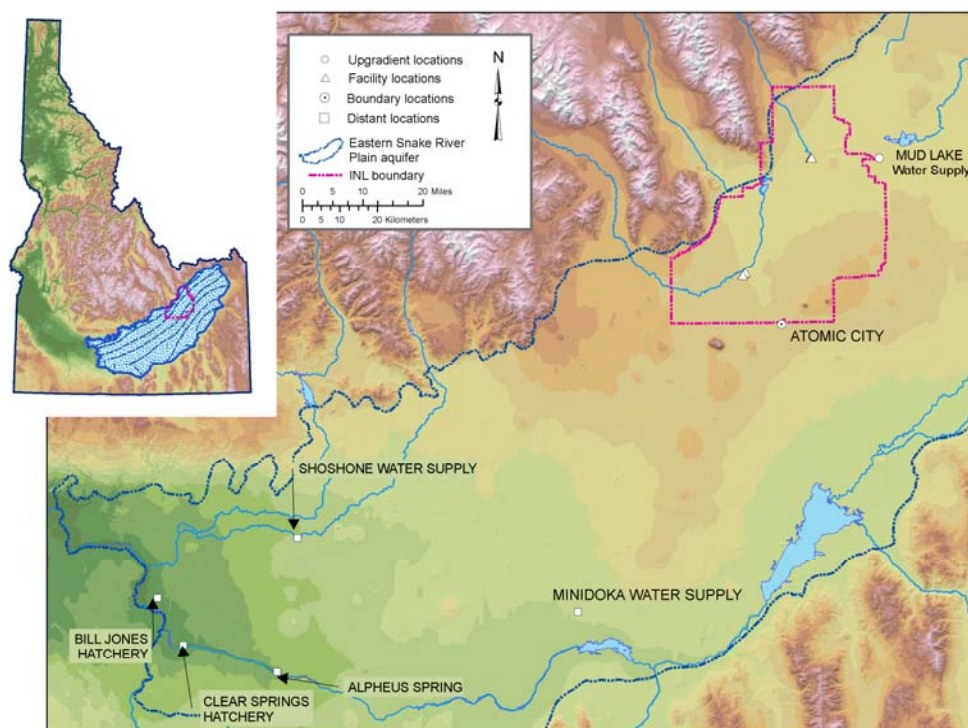 Upgradient locations
Facility locations
Boundary locations
Distant locations
N
Eastern Snake River
Plain aquifer
INL boundary
0 5 10 20 Miles
0 5 10 20 Kilometers
MUD LAKE
Water Supply
ATOMIC CITY
SHOSHONE WATER SUPPLY
MINIDOKA WATER SUPPLY
BILL JONES
HATCHERY
ALPHEUS SPRING
CLEAR SPRINGS
HATCHERY